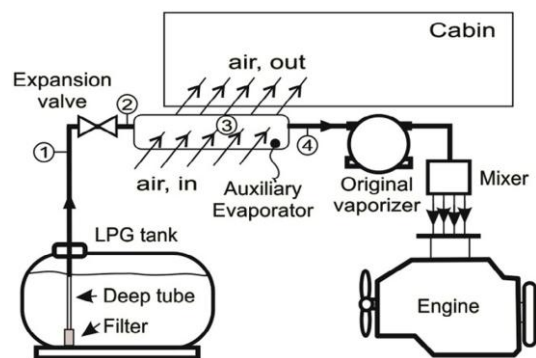 Cabin
air, out
Expansion
valve
②
③
①
④
air, in
Auxiliary
Evaporator
Original
vaporizer
Mixer
LPG tank
Deep tube
Filter
Engine